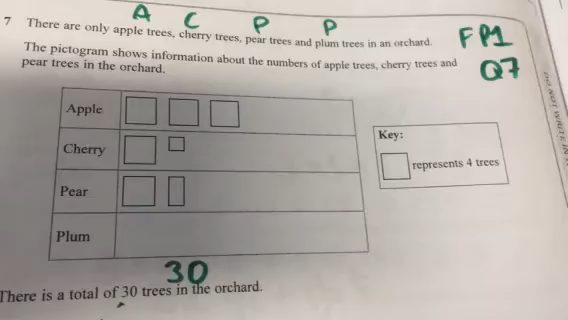 A C P P
7 There are only apple trees, cherry trees, pear trees and plum trees in an orchard.
FP1
The pictogram shows information about the numbers of apple trees, cherry trees and
Q7
pear trees in the orchard.
Apple
Cherry
Pear
Plum
Key:
represents 4 trees
30
There is a total of 30 trees in the orchard.